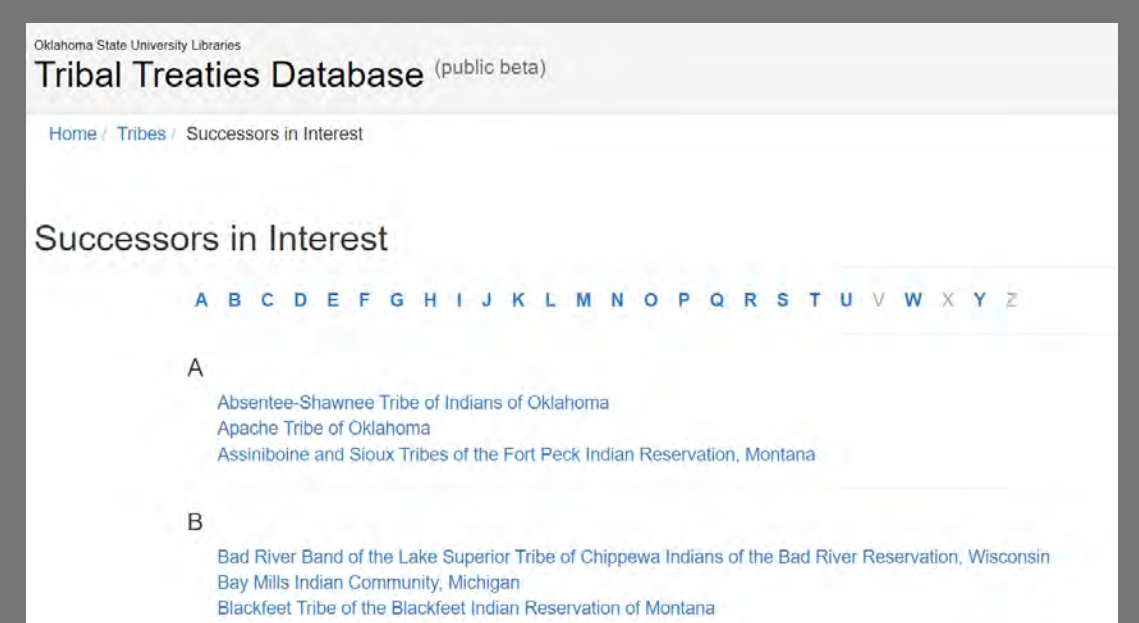 Oklahoma State University Libraries
Tribal Treaties Database (public beta)
Home / Tribes / Successors in Interest
Successors in Interest
A B C D E F G H I J K L M N O P Q R S T U V W X Y Z
A
Absentee-Shawnee Tribe of Indians of Oklahoma
Apache Tribe of Oklahoma
Assiniboine and Sioux Tribes of the Fort Peck Indian Reservation, Montana
B
Bad River Band of the Lake Superior Tribe of Chippewa Indians of the Bad River Reservation, Wisconsin
Bay Mills Indian Community, Michigan
Blackfeet Tribe of the Blackfeet Indian Reservation of Montana